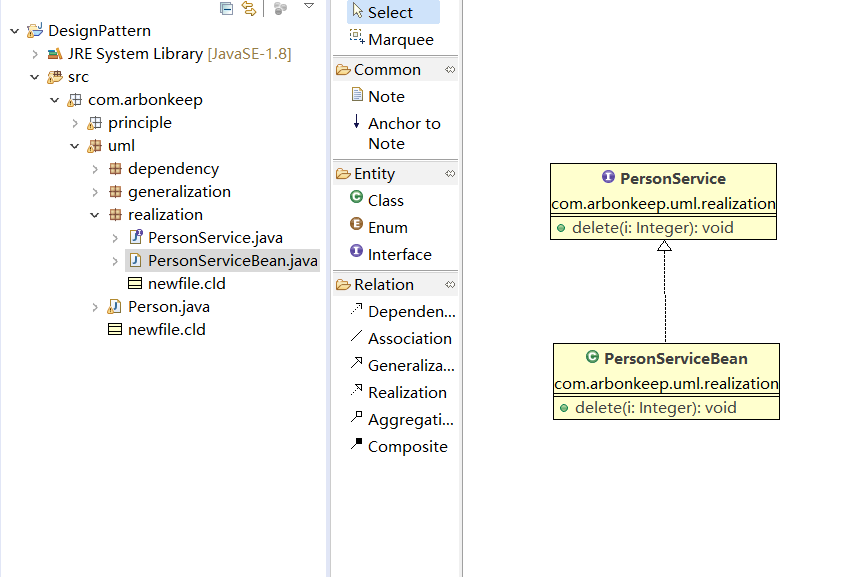 DesignPattern
JRE System Library [JavaSE-1.8]
src
com.arbonkeep
principle
uml
dependency
generalization
realization
PersonService.java
PersonServiceBean.java
newfile.cld
Person.java
newfile.cld
Select
Marquee
Common
Note
Anchor to
Note
Entity
Class
Enum
Interface
Relation
Dependen...
Association
Generaliza...
Realization
Aggregati...
Composite
PersonService
com.arbonkeep.uml.realization
delete(i: Integer): void
PersonServiceBean
com.arbonkeep.uml.realization
delete(i: Integer): void